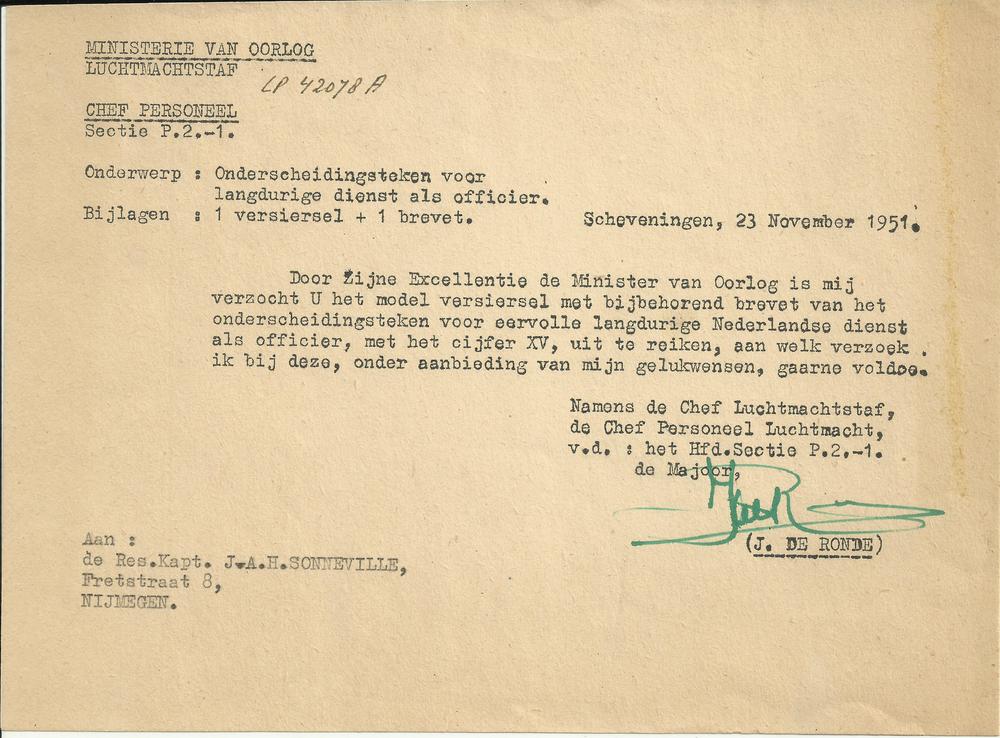 MINISTERIE VAN OORLOG
LUCHTMACHTSTAF
LP 42078 A
CHEF PERSONEEL
Sectie P.2.-1.
Onderwerp : Onderscheidingsteken voor
langdurige dienst als officier.
Bijlagen : 1 versiersel + 1 brevet.
Scheveningen, 23 November 1951.
Door Zijne Excellentie de Minister van Oorlog is mij
verzocht U het model versiersel met bijbehorend brevet van het
onderscheidingsteken voor eervolle langdurige Nederlandse dienst
als officier, met het cijfer XV, uit te reiken, aan welk verzoek .
ik bij deze, onder aanbieding van mijn gelukwensen, gaarne voldoe.
Namens de Chef Luchtmachtstaf,
de Chef Personeel Luchtmacht,
v.d. : het Hfd.Sectie P.2.-1.
de Majoor,
(J. DE RONDE)
Aan :
de Res.Kapt. J.A.H.SONNEVILLE,
Fretstraat 8,
NIJMEGEN.